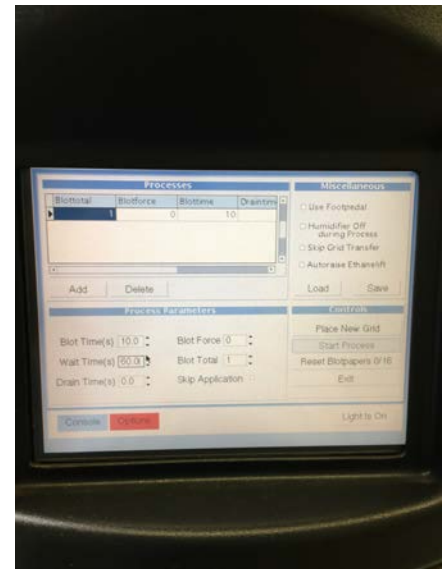 Processes
Blottotal Blotforce Blottime Draintim
1 0 10
Add Delete
Miscellaneous
Use Footpedal
Humidifier Off
during Process
Skip Grid Transfer
Autoraise Ethanelift
Load Save
Process Parameters
Blot Time(s) 10.0 Blot Force 0
Wait Time(s) 60.0 Blot Total 1
Drain Time(s) 0.0 Skip Application
Controls
Place New Grid
Start Process
Reset Blotpapers 0/16
Exit
Console Options
Light Is On